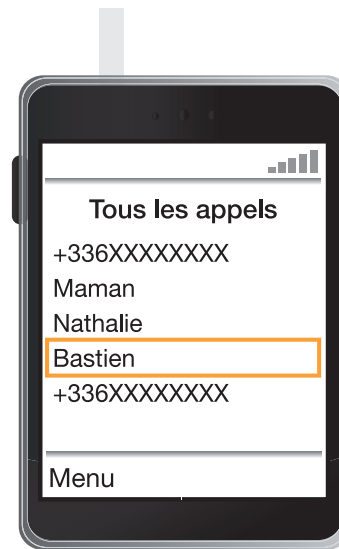 Tous les appels
+336XXXXXXXX
Maman
Nathalie
Bastien
+336XXXXXXXX
Menu